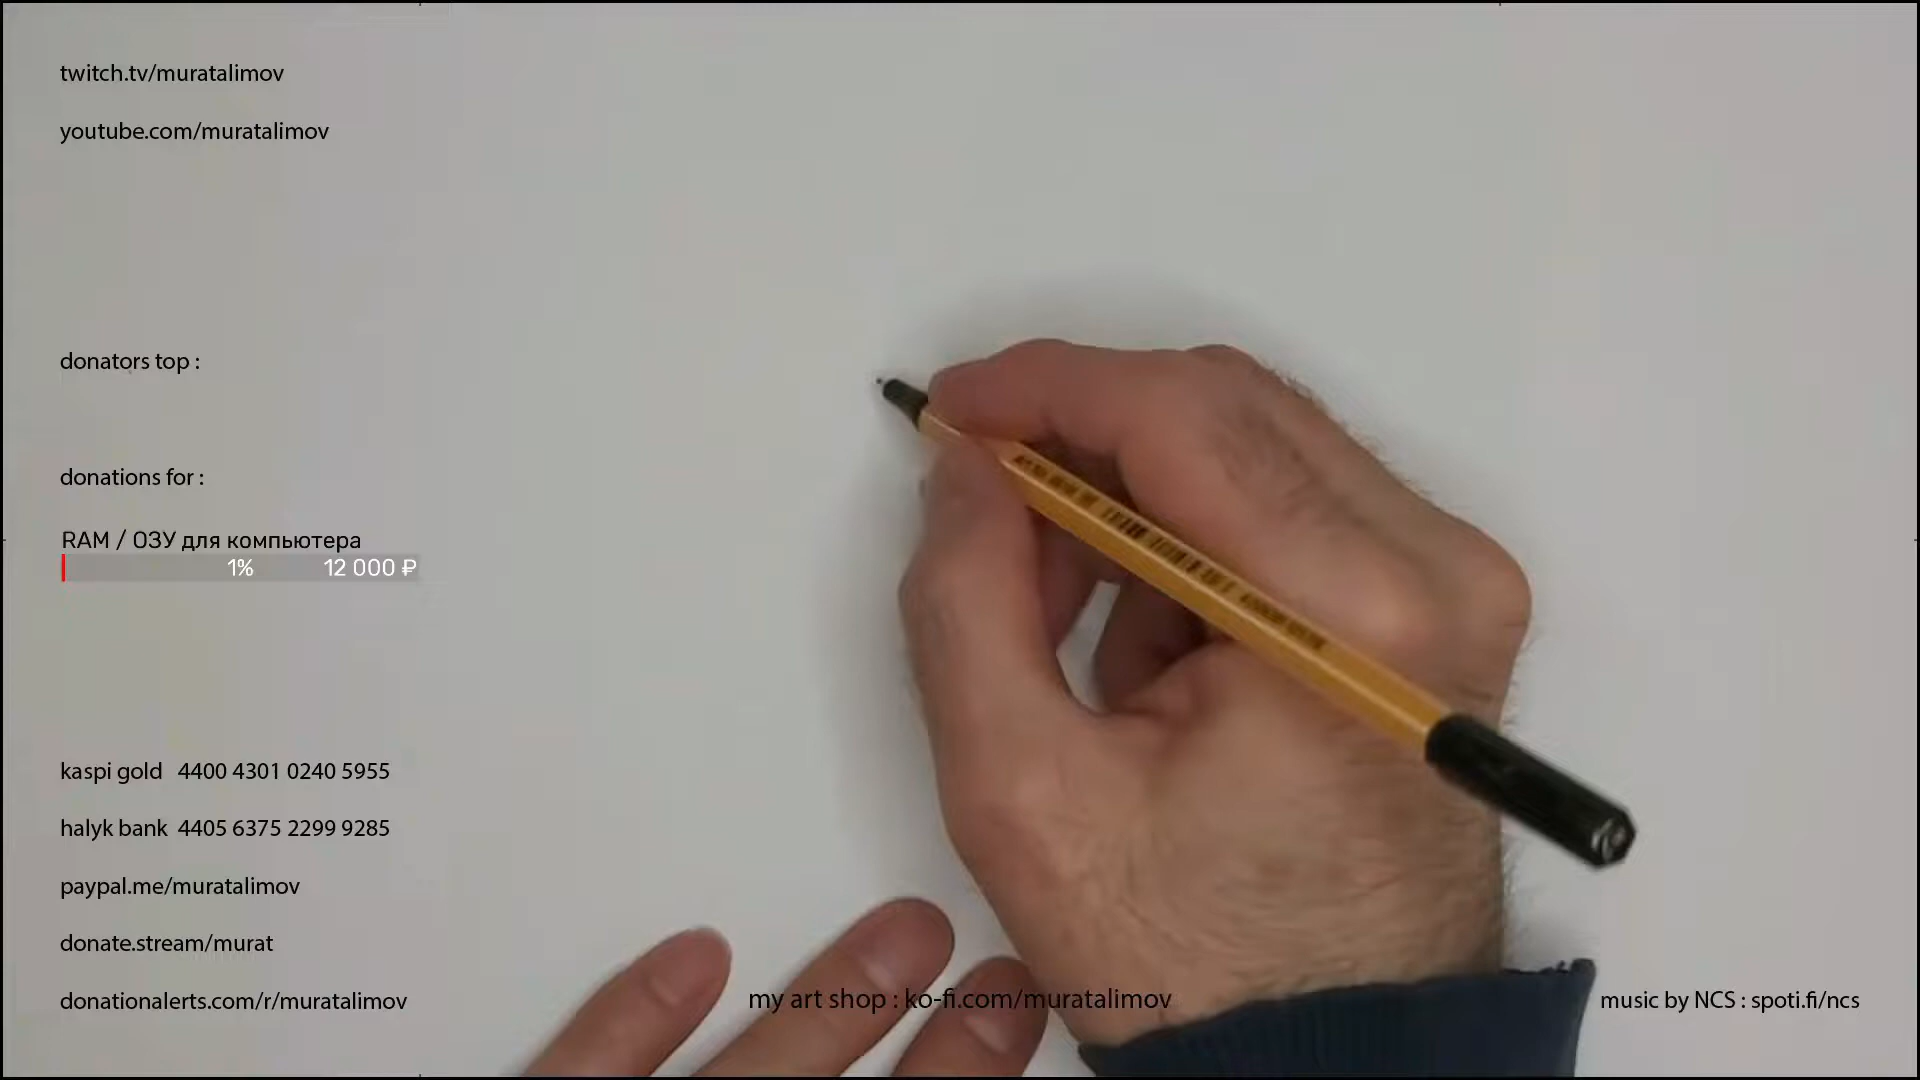 twitch.tv/muratalimov
youtube.com/muratalimov
donators top :
donations for :
RAM / ОЗУ для компьютера
1% 12 000 ₽
kaspi gold 4400 4301 0240 5955
halyk bank 4405 6375 2299 9285
paypal.me/muratalimov
donate.stream/murat
donationalerts.com/r/muratalimov
my art shop : ko-fi.com/muratalimov
music by NCS : spoti.fi/ncs